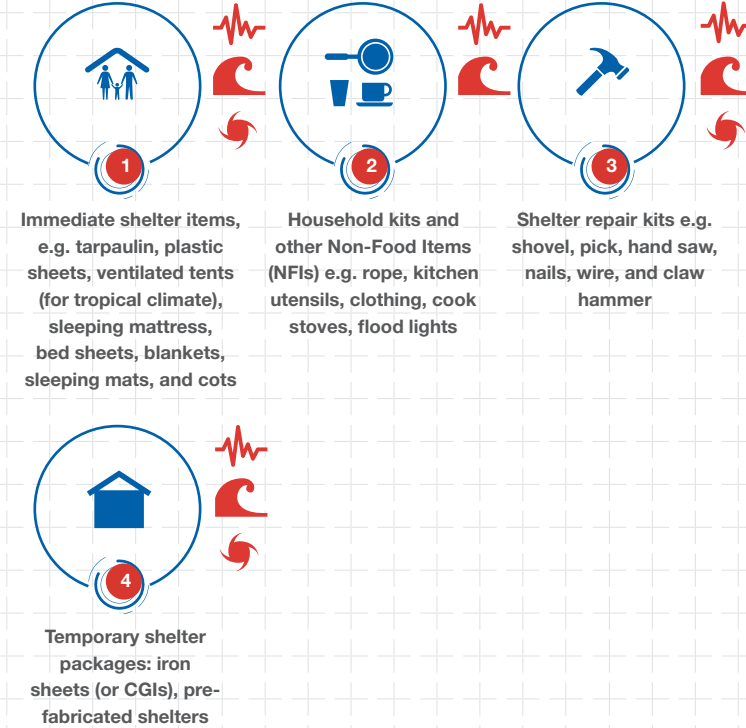 1
Immediate shelter items,
e.g. tarpaulin, plastic
sheets, ventilated tents
(for tropical climate),
sleeping mattress,
bed sheets, blankets,
sleeping mats, and cots
2
Household kits and
other Non-Food Items
(NFIs) e.g. rope, kitchen
utensils, clothing, cook
stoves, flood lights
3
Shelter repair kits e.g.
shovel, pick, hand saw,
nails, wire, and claw
hammer
4
Temporary shelter
packages: iron
sheets (or CGIs), pre-
fabricated shelters